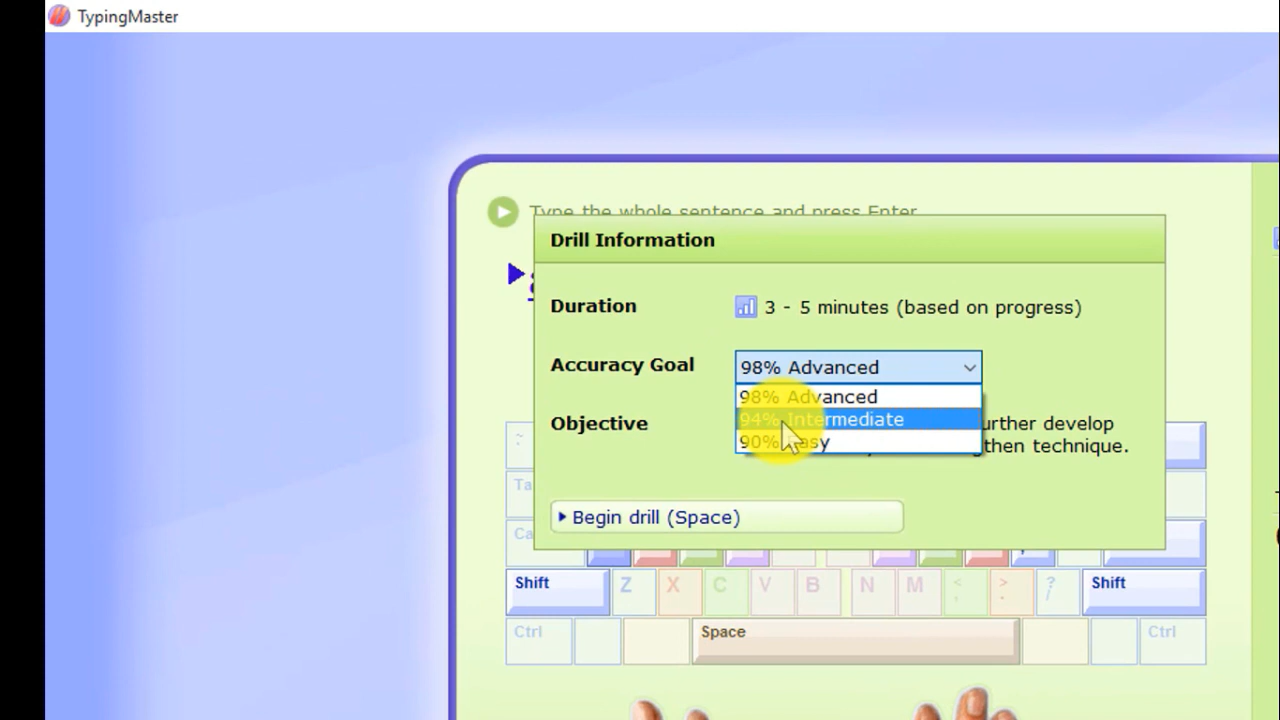 TypingMaster
Type the whole sentence and press Enter
Drill Information
Duration
3 - 5 minutes (based on progress)
Accuracy Goal
98% Advanced
98% Advanced
94% Intermediate
90% Easy
Objective
urther develop
gthen technique.
Begin drill (Space)
~
Ta
Ca
Shift
Z
X
C
V
B
N
M
<
,
>
.
?
/
Shift
Ctrl
Space
Ctrl